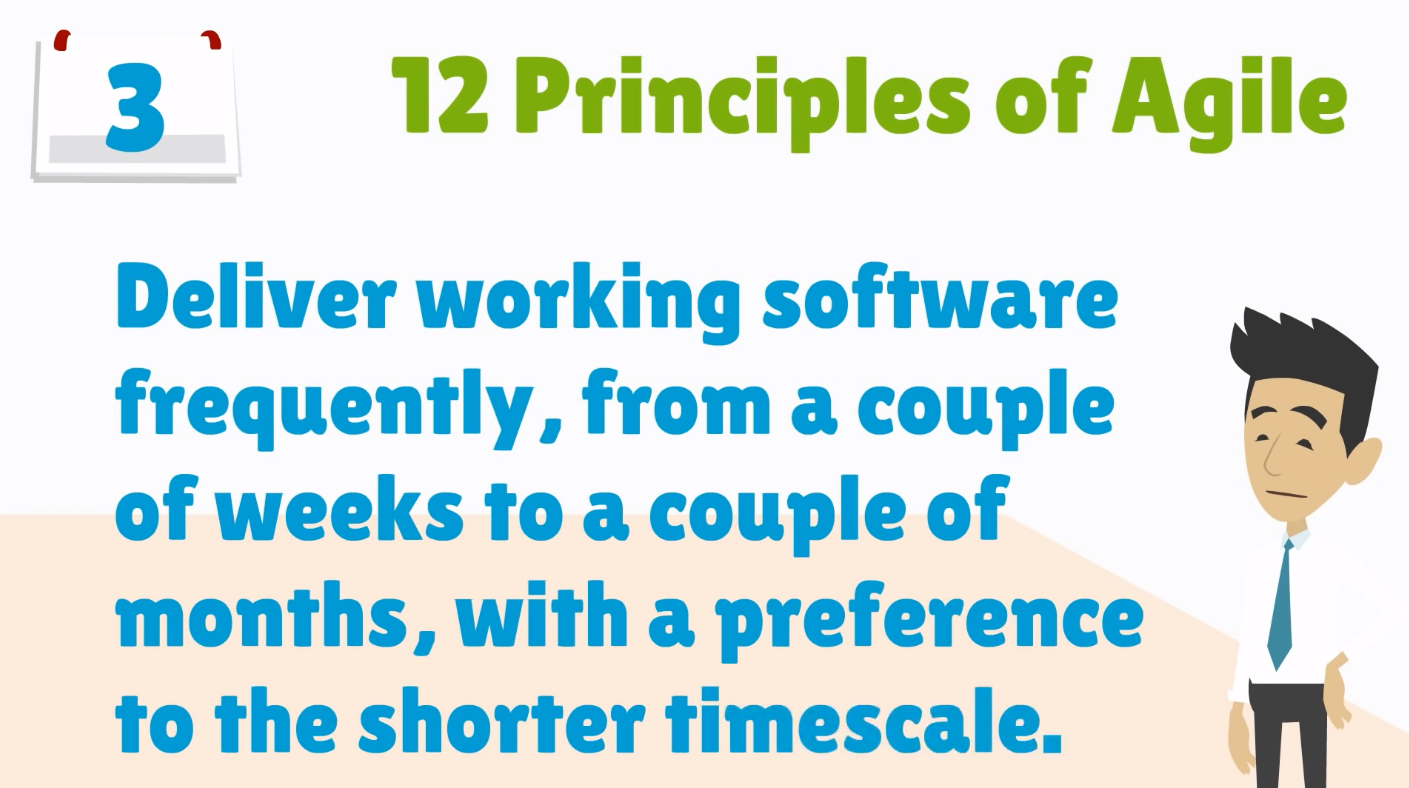 3
12 Principles of Agile
Deliver working software
frequently, from a couple
of weeks to a couple of
months, with a preference
to the shorter timescale.